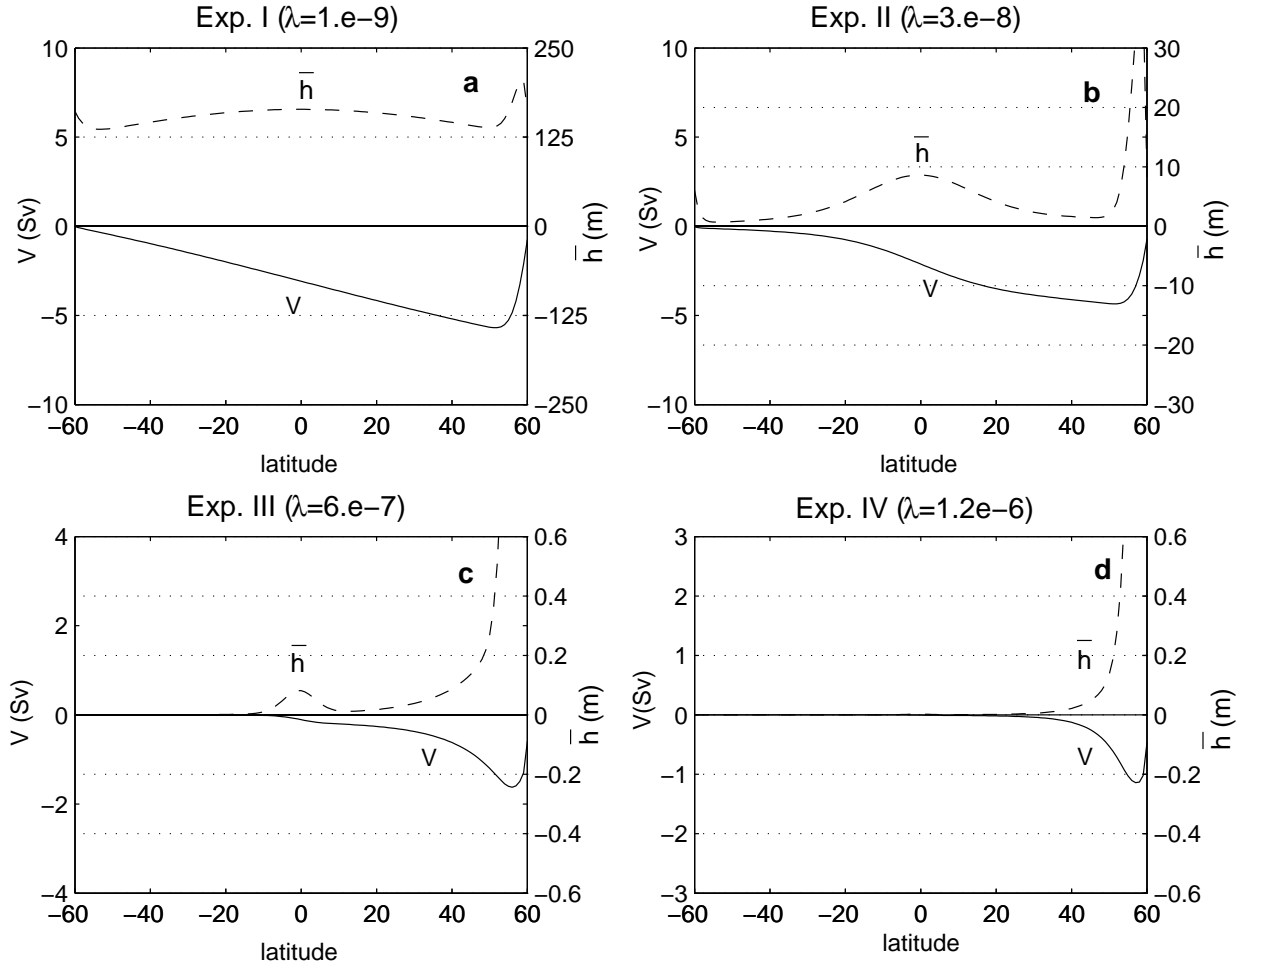 Exp. I (λ=1.e−9)
Exp. II (λ=3.e−8)
10
5
0
−5
−10
V (Sv)
250
125
0
−125
−250
h̅ (m)
a
h̅
V
−60 −40 −20 0 20 40 60
latitude
10
5
0
−5
−10
V (Sv)
30
20
10
0
−10
−20
−30
h̅ (m)
b
h̅
V
−60 −40 −20 0 20 40 60
latitude
Exp. III (λ=6.e−7)
Exp. IV (λ=1.2e−6)
4
2
0
−2
−4
V (Sv)
0.6
0.4
0.2
0
−0.2
−0.4
−0.6
h̅ (m)
c
h̅
V
−60 −40 −20 0 20 40 60
latitude
3
2
1
0
−1
−2
−3
V(Sv)
0.6
0.4
0.2
0
−0.2
−0.4
−0.6
h̅ (m)
d
h̅
V
−60 −40 −20 0 20 40 60
latitude